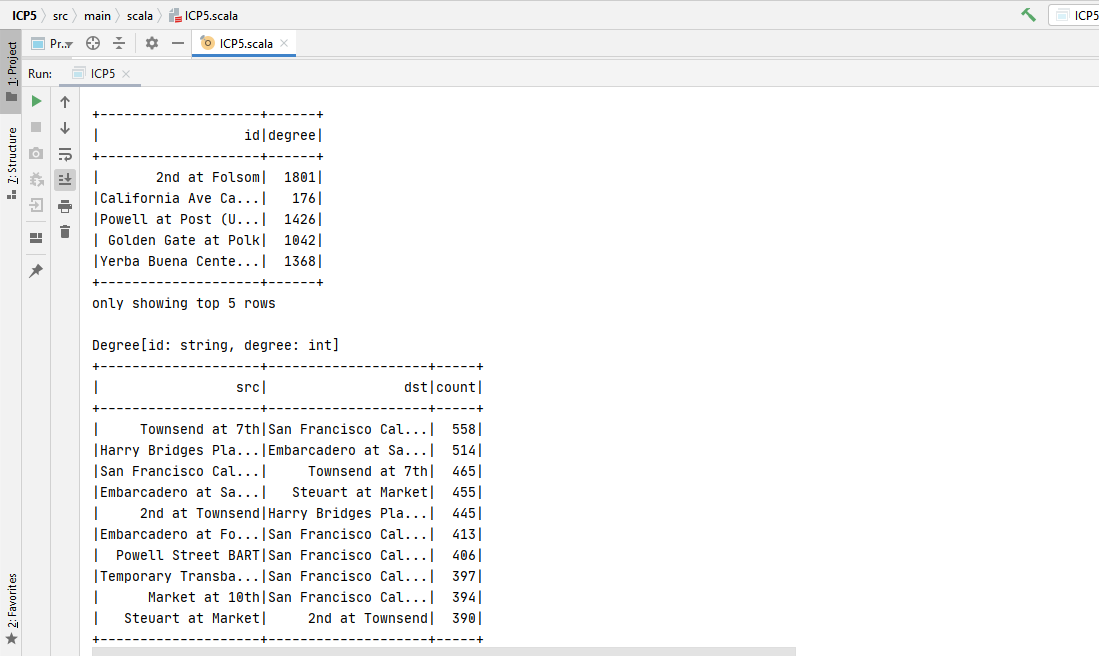 ICP5 src main scala ICP5.scala ICP5
Pr.. ICP5.scala
Run: ICP5
1: Project
7: Structure
2: Favorites
+--------------------+------+
|                  id|degree|
+--------------------+------+
|       2nd at Folsom|  1801|
|California Ave Ca...|   176|
|Powell at Post (U...|  1426|
| Golden Gate at Polk|  1042|
|Yerba Buena Cente...|  1368|
+--------------------+------+
only showing top 5 rows
Degree[id: string, degree: int]
+--------------------+--------------------+-----+
|                 src|                 dst|count|
+--------------------+--------------------+-----+
|     Townsend at 7th|San Francisco Cal...|  558|
|Harry Bridges Pla...|Embarcadero at Sa...|  514|
|San Francisco Cal...|     Townsend at 7th|  465|
|Embarcadero at Sa...|   Steuart at Market|  455|
|     2nd at Townsend|Harry Bridges Pla...|  445|
|Embarcadero at Fo...|San Francisco Cal...|  413|
|  Powell Street BART|San Francisco Cal...|  406|
|Temporary Transba...|San Francisco Cal...|  397|
|      Market at 10th|San Francisco Cal...|  394|
|   Steuart at Market|     2nd at Townsend|  390|
+--------------------+--------------------+-----+